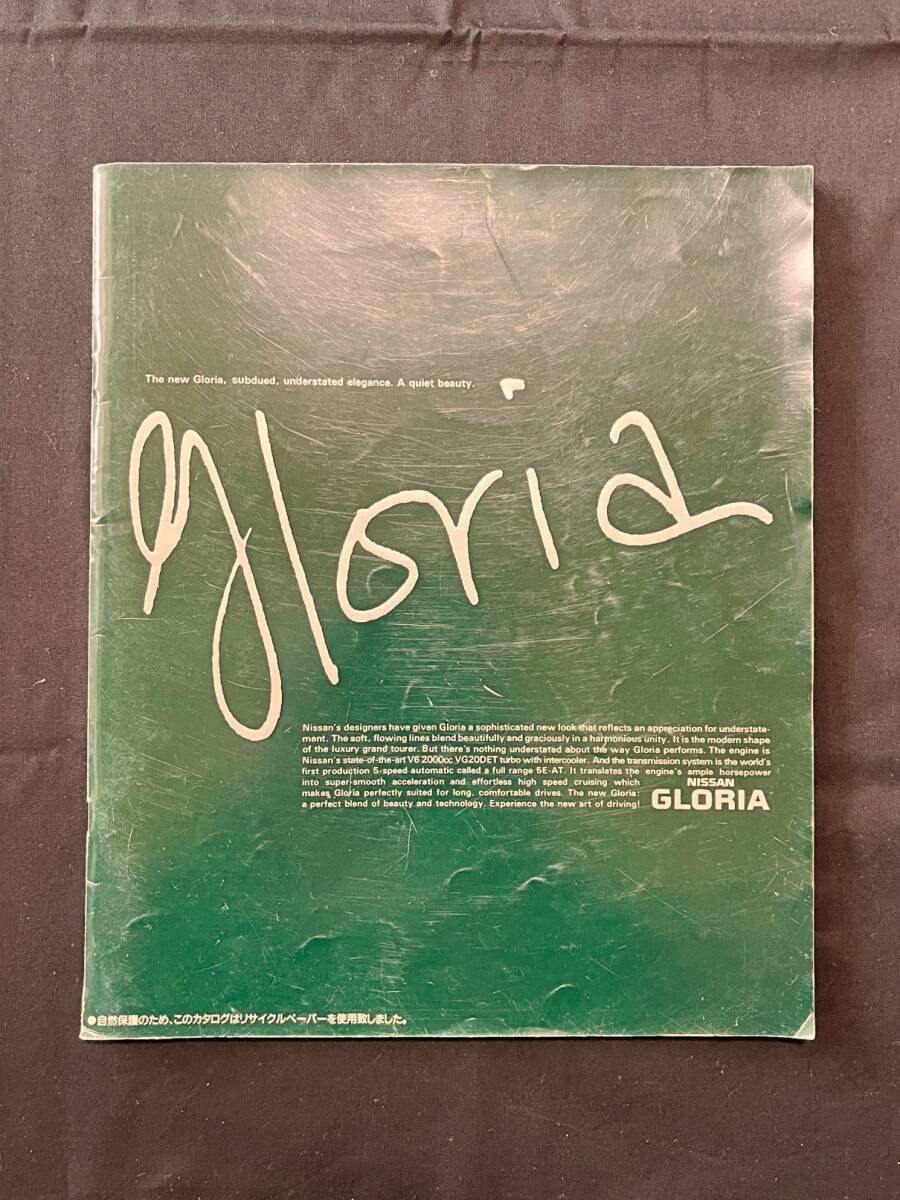 The new Gloria, subdued, understated elegance. A quiet beauty.
gloria
Nissan's designers have given Gloria a sophisticated new look that reflects an appreciation for understate-
ment. The soft, flowing lines blend beautifully and graciously in a harmonious unity. It is the modern shape
of the luxury grand tourer. But there's nothing understated about the way Gloria performs. The engine is
Nissan's state-of-the-art V6 2000cc VG20DET turbo with intercooler. And the transmission system is the world's
first production 5-speed automatic called a full range 5E-AT. It translates the engine's ample horsepower
into super-smooth acceleration and effortless high speed cruising which
makes Gloria perfectly suited for long, comfortable drives. The new Gloria:
a perfect blend of beauty and technology. Experience the new art of driving!
NISSAN
GLORIA
●自然保護のため、このカタログはリサイクルペーパーを使用致しました。